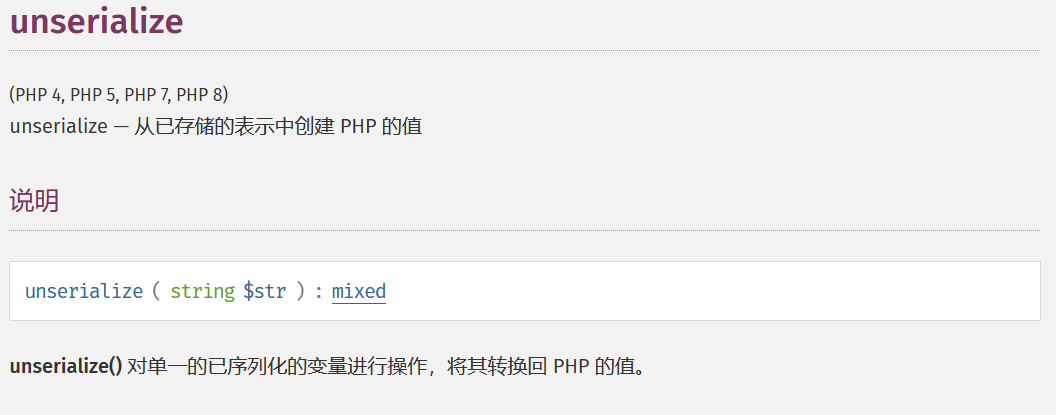 unserialize
(PHP 4, PHP 5, PHP 7, PHP 8)
unserialize — 从已存储的表示中创建 PHP 的值
说明
unserialize ( string $str ) : mixed
unserialize() 对单一的已序列化的变量进行操作，将其转换回 PHP 的值。